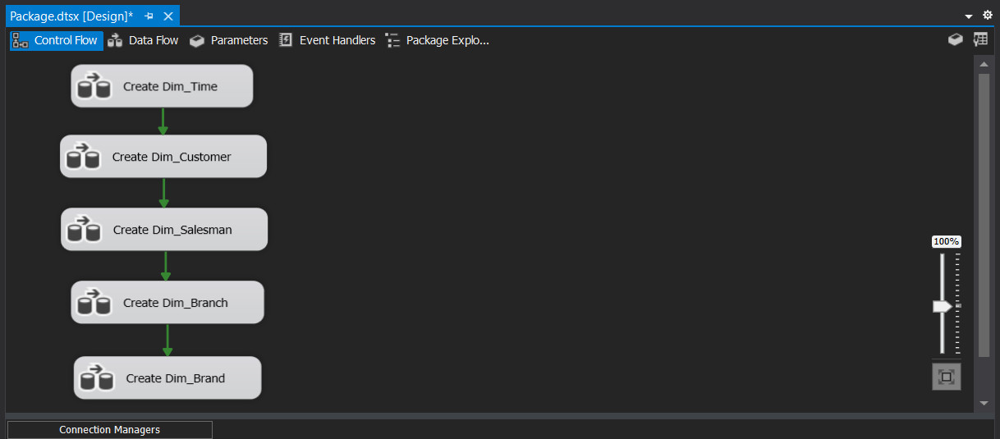 Package.dtsx [Design]*
Control Flow Data Flow Parameters Event Handlers Package Explo...
Create Dim_Time
Create Dim_Customer
Create Dim_Salesman
100%
Create Dim_Branch
Create Dim_Brand
Connection Managers